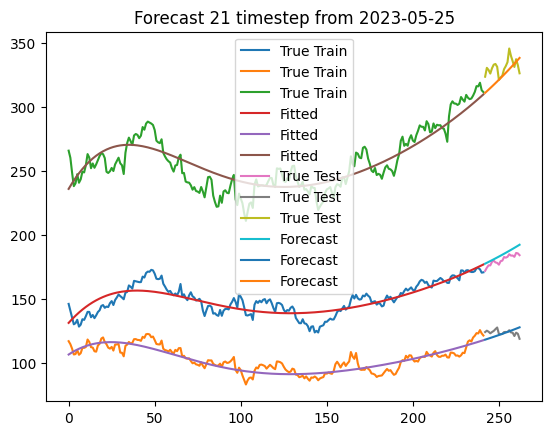 Forecast 21 timestep from 2023-05-25
True Train
True Train
True Train
Fitted
Fitted
Fitted
True Test
True Test
True Test
Forecast
Forecast
Forecast
350
300
250
200
150
100
0 50 100 150 200 250